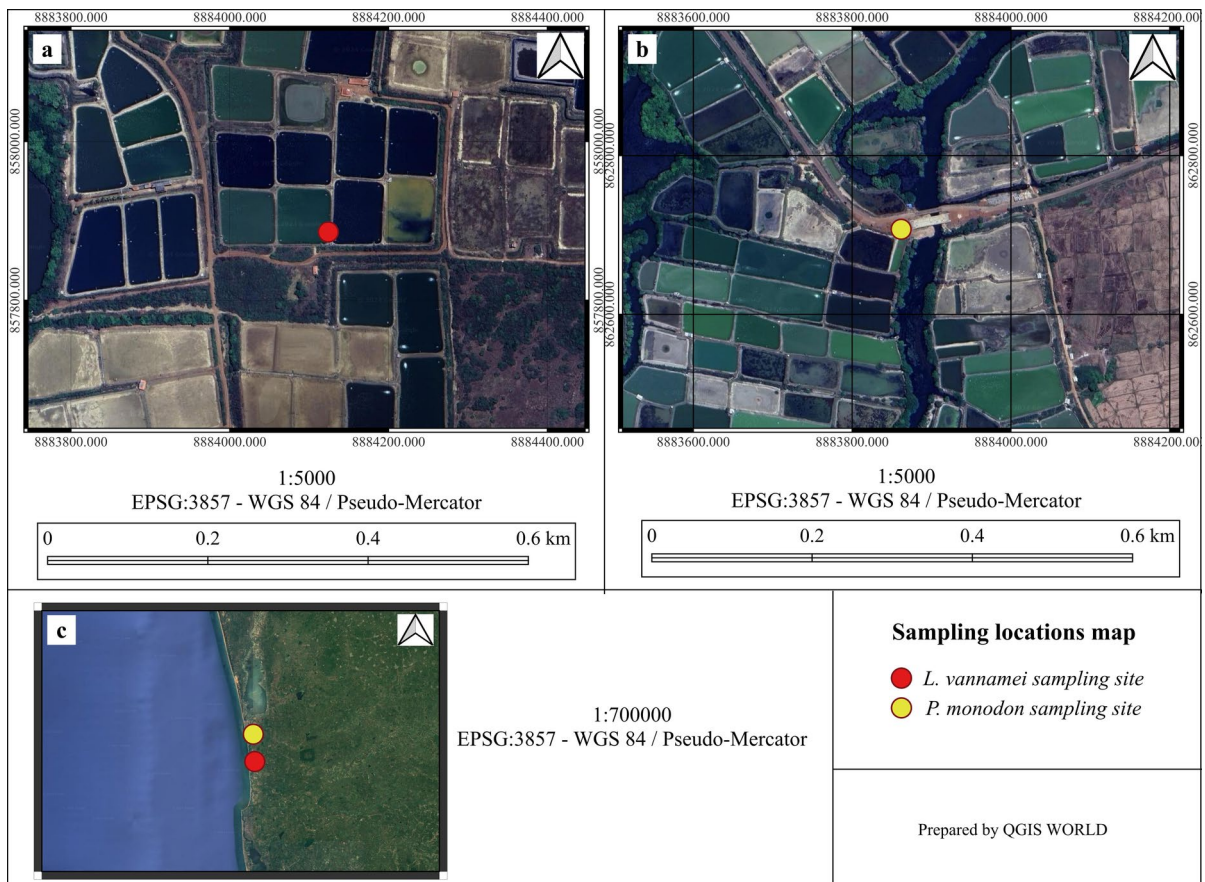 8883800.000 8884000.000 8884200.000 8884400.000
a
858000.000 858000.000
857800.000 857800.000
8883800.000 8884000.000 8884200.000 8884400.000
1:5000
EPSG:3857 - WGS 84 / Pseudo-Mercator
0 0.2 0.4 0.6 km
8883600.000 8883800.000 8884000.000 8884200.000
b
862800.000 862800.000
862600.000 862600.000
8883600.000 8883800.000 8884000.000 8884200.00
1:5000
EPSG:3857 - WGS 84 / Pseudo-Mercator
0 0.2 0.4 0.6 km
c
1:700000
EPSG:3857 - WGS 84 / Pseudo-Mercator
Sampling locations map
L. vannamei sampling site
P. monodon sampling site
Prepared by QGIS WORLD